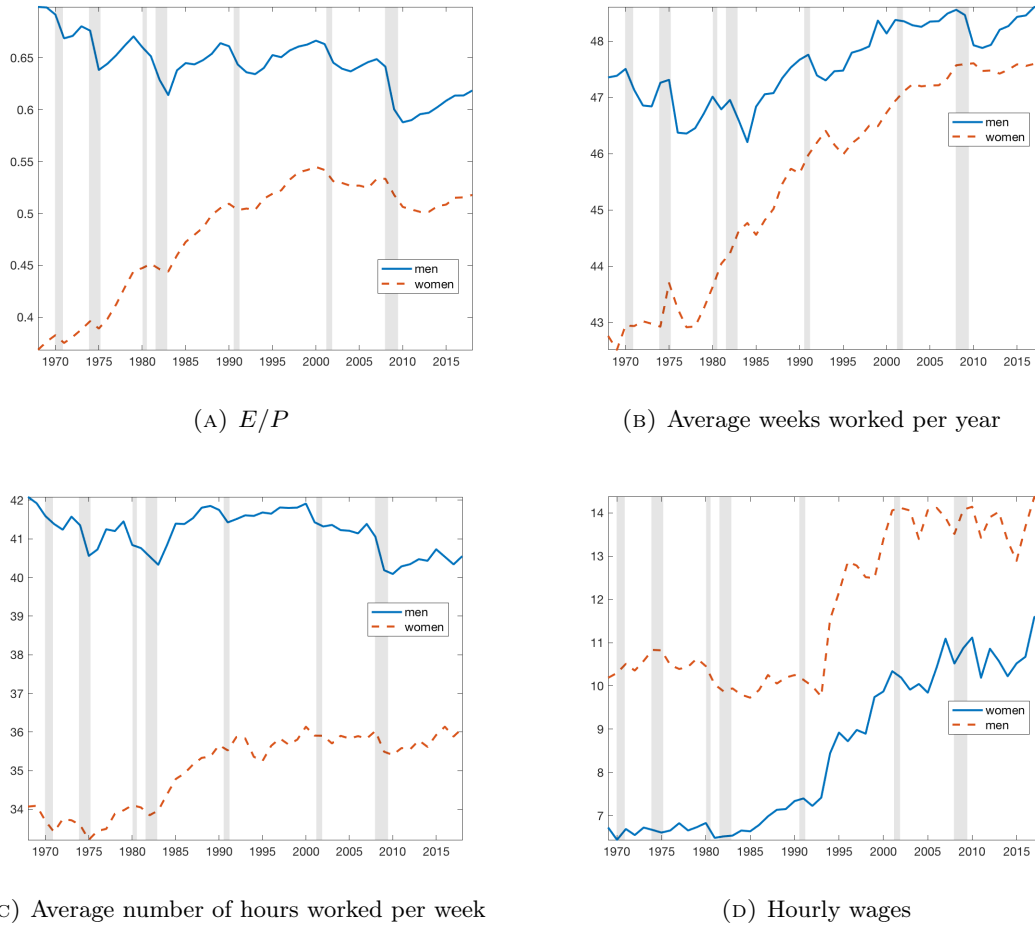 0.65
0.6
0.55
0.5
0.45
0.4
men
women
1970 1975 1980 1985 1990 1995 2000 2005 2010 2015
(A) E/P
48
47
46
45
44
43
men
women
1970 1975 1980 1985 1990 1995 2000 2005 2010 2015
(B) Average weeks worked per year
42
41
40
39
38
37
36
35
34
men
women
1970 1975 1980 1985 1990 1995 2000 2005 2010 2015
C) Average number of hours worked per week
14
13
12
11
10
9
8
7
women
men
1970 1975 1980 1985 1990 1995 2000 2005 2010 2015
(D) Hourly wages